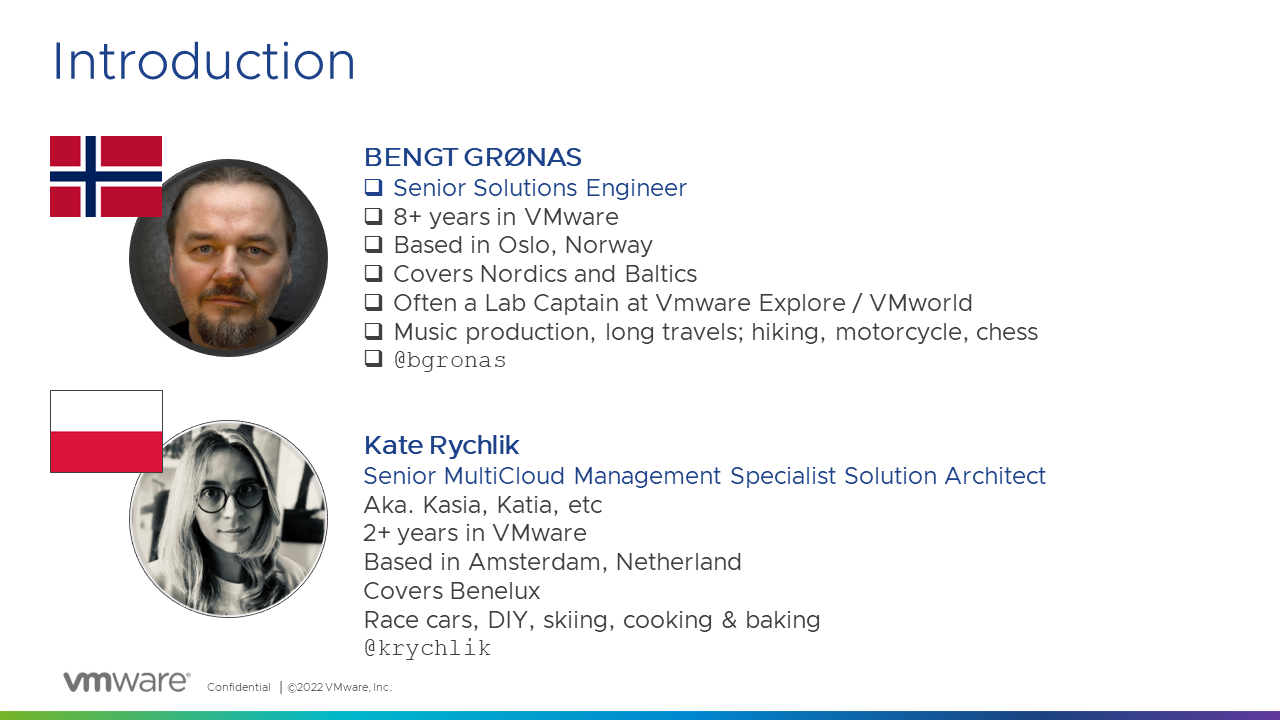 Introduction
BENGT GRØNAS
❑ Senior Solutions Engineer
❑ 8+ years in VMware
❑ Based in Oslo, Norway
❑ Covers Nordics and Baltics
❑ Often a Lab Captain at Vmware Explore / VMworld
❑ Music production, long travels; hiking, motorcycle, chess
❑ @bgronas
Kate Rychlik
Senior MultiCloud Management Specialist Solution Architect
Aka. Kasia, Katia, etc
2+ years in VMware
Based in Amsterdam, Netherland
Covers Benelux
Race cars, DIY, skiing, cooking & baking
@krychlik
vmware® Confidential | ©2022 VMware, Inc.